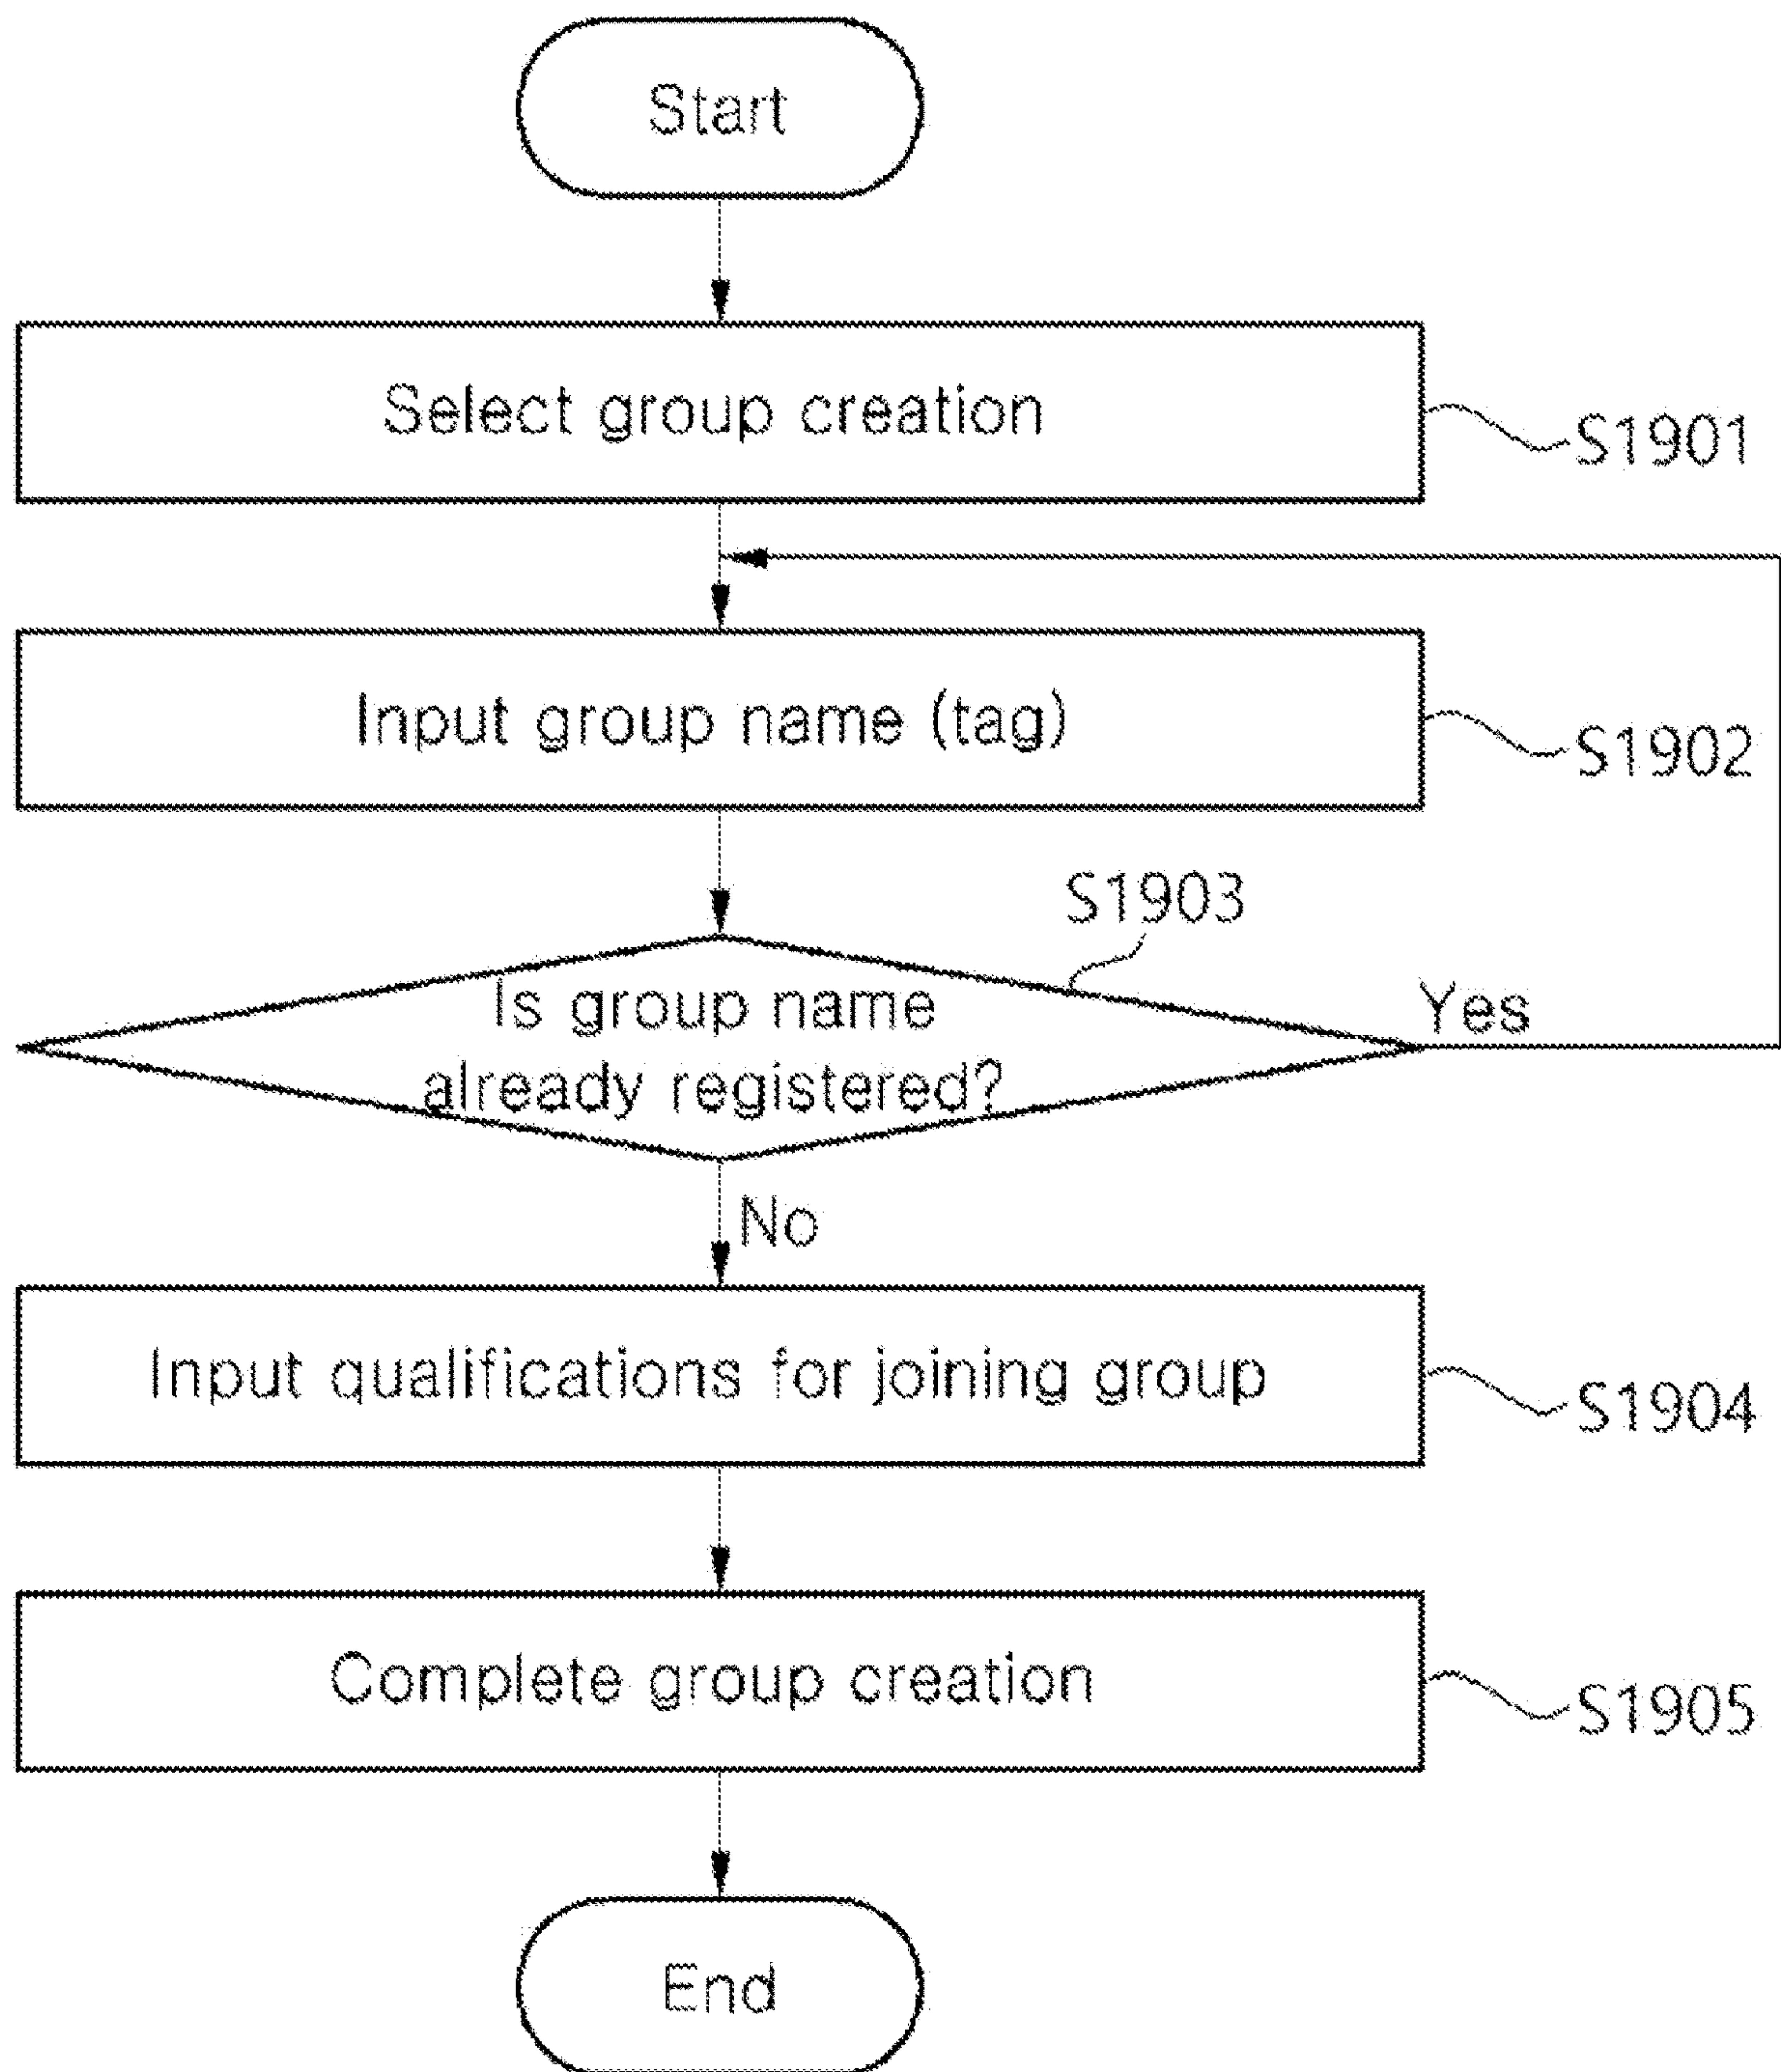 Start
Select group creation
S1901
Input group name (tag)
S1902
S1903
Is group name
already registered?
Yes
No
Input qualifications for joining group
S1904
Complete group creation
S1905
End